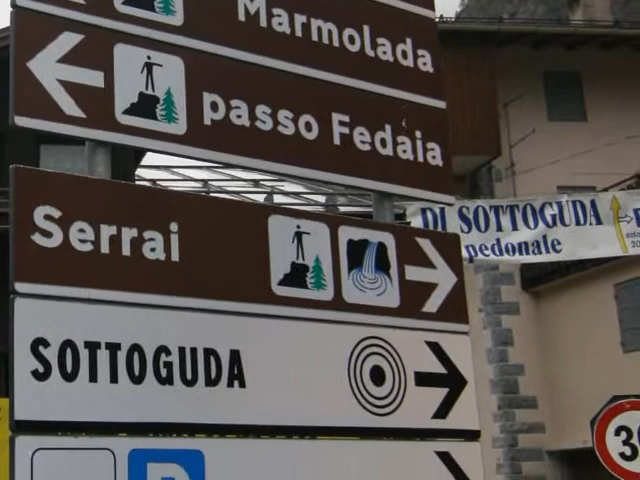 Marmolada
passo Fedaia
Serrai
SOTTOGUDA
P
DI SOTTOGUDA
pedonale